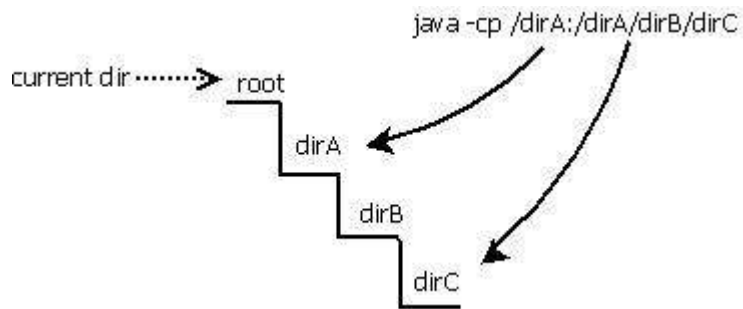 java -cp /dirA:/dirA/dirB/dirC
current dir
root
dirA
dirB
dirC